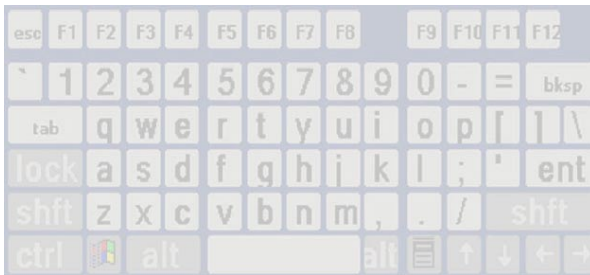 esc F1 F2 F3 F4 F5 F6 F7 F8 F9 F10 F11 F12
` 1 2 3 4 5 6 7 8 9 0 - = bksp
tab q w e r t y u i o p [ ] \
lock a s d f g h j k l ; ' ent
shft z x c v b n m , . / shft
ctrl alt alt ↑ ↓ ← →